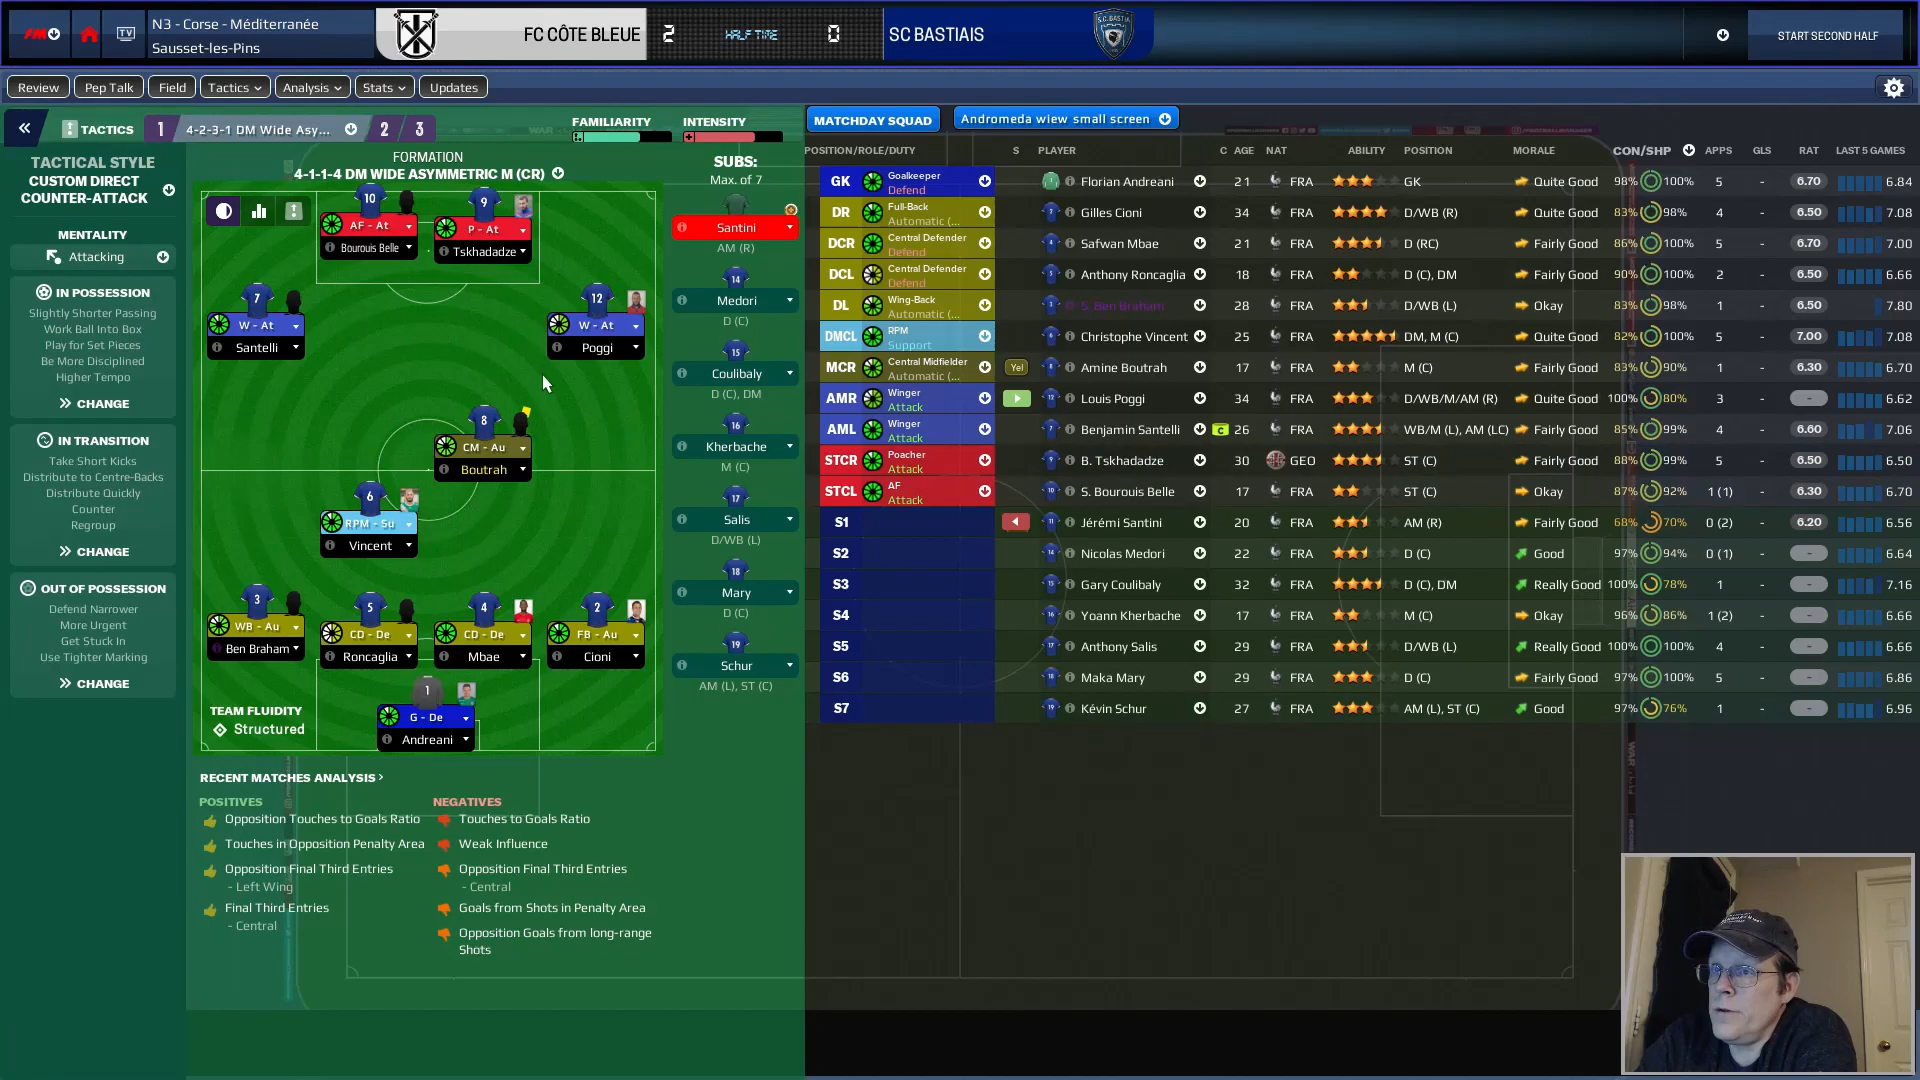 N3 - Corse - Méditerranée
Sausset-les-Pins
FC CÔTE BLEUE
2
HALF TIME
0
SC BASTIAIS
START SECOND HALF
Review
Pep Talk
Field
Tactics
Analysis
Stats
Updates
TACTICS
1
4-2-3-1 DM Wide Asy...
2
3
FAMILIARITY
INTENSITY
TACTICAL STYLE
CUSTOM DIRECT
COUNTER-ATTACK
MENTALITY
Attacking
IN POSSESSION
Slightly Shorter Passing
Work Ball Into Box
Play for Set Pieces
Be More Disciplined
Higher Tempo
CHANGE
IN TRANSITION
Take Short Kicks
Distribute to Centre-Backs
Distribute Quickly
Counter
Regroup
CHANGE
OUT OF POSSESSION
Defend Narrower
More Urgent
Get Stuck In
Use Tighter Marking
CHANGE
FORMATION
4-1-1-4 DM WIDE ASYMMETRIC M (CR)
10
AF - At
Bourouis Belle
9
P - At
Tskhadadze
7
W - At
Santelli
12
W - At
Poggi
8
CM - Au
Boutrah
6
RPM - Su
Vincent
3
WB - Au
Ben Braham
5
CD - De
Roncaglia
4
CD - De
Mbae
2
FB - Au
Cioni
1
G - De
Andreani
TEAM FLUIDITY
Structured
SUBS:
Max. of 7
Santini
AM (R)
14
Medori
D (C)
15
Coulibaly
D (C), DM
16
Kherbache
M (C)
17
Salis
D/WB (L)
18
Mary
D (C)
19
Schur
AM (L), ST (C)
RECENT MATCHES ANALYSIS
POSITIVES
Opposition Touches to Goals Ratio
Touches in Opposition Penalty Area
Opposition Final Third Entries
- Left Wing
Final Third Entries
- Central
NEGATIVES
Touches to Goals Ratio
Weak Influence
Opposition Final Third Entries
- Central
Goals from Shots in Penalty Area
Opposition Goals from long-range
Shots
MATCHDAY SQUAD
Andromeda wiew small screen
POSITION/ROLE/DUTY S PLAYER C AGE NAT ABILITY POSITION MORALE CON/SHP APPS GLS RAT LAST 5 GAMES
GK Goalkeeper Defend Florian Andreani 21 FRA GK Quite Good 98% 100% 5 - 6.70 6.84
DR Full-Back Automatic (... Gilles Cioni 34 FRA D/WB (R) Quite Good 83% 98% 4 - 6.50 7.08
DCR Central Defender Defend Safwan Mbae 21 FRA D (RC) Fairly Good 86% 100% 5 - 6.70 7.00
DCL Central Defender Defend Anthony Roncaglia 18 FRA D (C), DM Fairly Good 90% 100% 2 - 6.50 6.66
DL Wing-Back Automatic (... S. Ben Braham 28 FRA D/WB (L) Okay 83% 98% 1 - 6.50 7.80
DMCL RPM Support Christophe Vincent 25 FRA DM, M (C) Quite Good 82% 100% 5 - 7.00 7.08
MCR Central Midfielder Automatic (... Yel Amine Boutrah 17 FRA M (C) Fairly Good 83% 90% 1 - 6.30 6.70
AMR Winger Attack Louis Poggi 34 FRA D/WB/M/AM (R) Quite Good 100% 80% 3 - - 6.62
AML Winger Attack Benjamin Santelli C 26 FRA WB/M (L), AM (LC) Fairly Good 85% 99% 4 - 6.60 7.06
STCR Poacher Attack B. Tskhadadze 30 GEO ST (C) Fairly Good 88% 99% 5 - 6.50 6.50
STCL AF Attack S. Bourouis Belle 17 FRA ST (C) Okay 87% 92% 1 (1) - 6.30 6.70
S1 Jérémi Santini 20 FRA AM (R) Fairly Good 68% 70% 0 (2) - 6.20 6.56
S2 Nicolas Medori 22 FRA D (C) Good 97% 94% 0 (1) - - 6.64
S3 Gary Coulibaly 32 FRA D (C), DM Really Good 100% 78% 1 - - 7.16
S4 Yoann Kherbache 17 FRA M (C) Okay 96% 86% 1 (2) - - 6.66
S5 Anthony Salis 29 FRA D/WB (L) Really Good 100% 100% 4 - - 6.66
S6 Maka Mary 29 FRA D (C) Fairly Good 97% 100% 5 - - 6.86
S7 Kévin Schur 27 FRA AM (L), ST (C) Good 97% 76% 1 - - 6.96